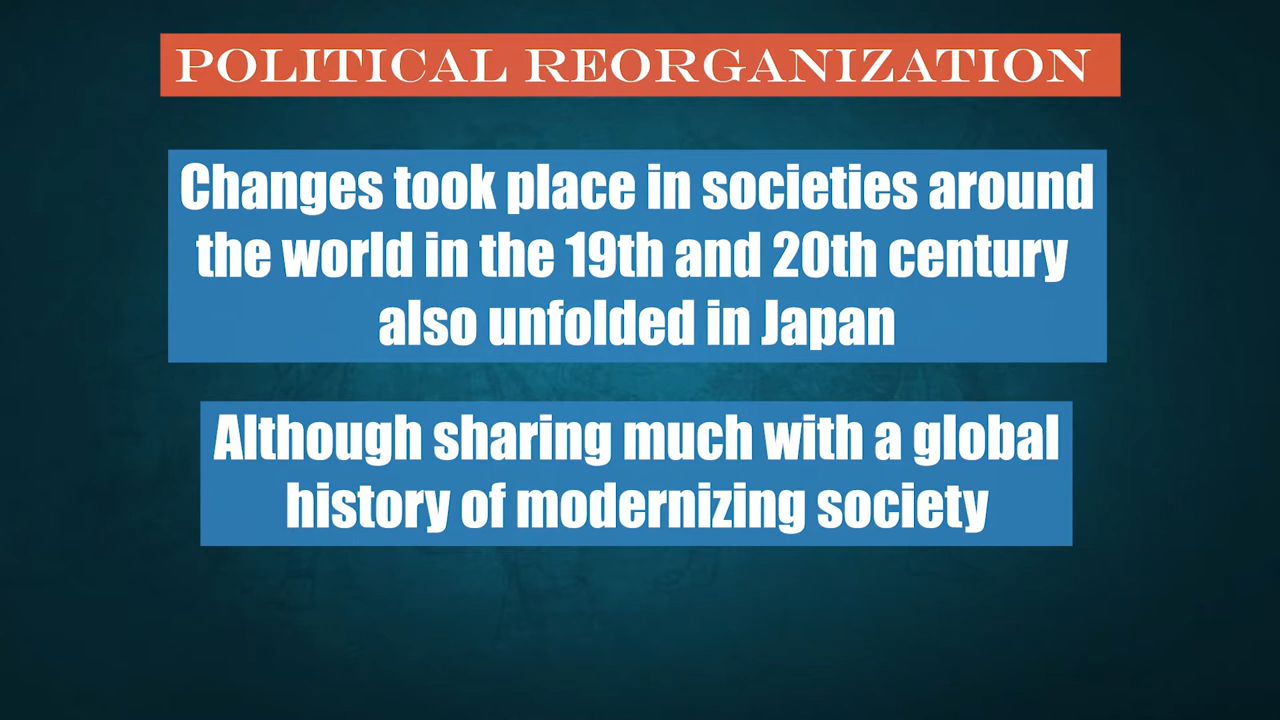 POLITICAL REORGANIZATION
Changes took place in societies around
the world in the 19th and 20th century
also unfolded in Japan
Although sharing much with a global
history of modernizing society